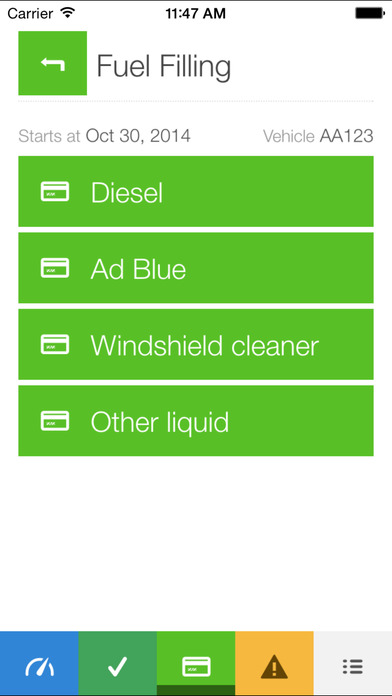 Carrier 11:47 AM
Fuel Filling
Starts at Oct 30, 2014 Vehicle AA123
Diesel
Ad Blue
Windshield cleaner
Other liquid